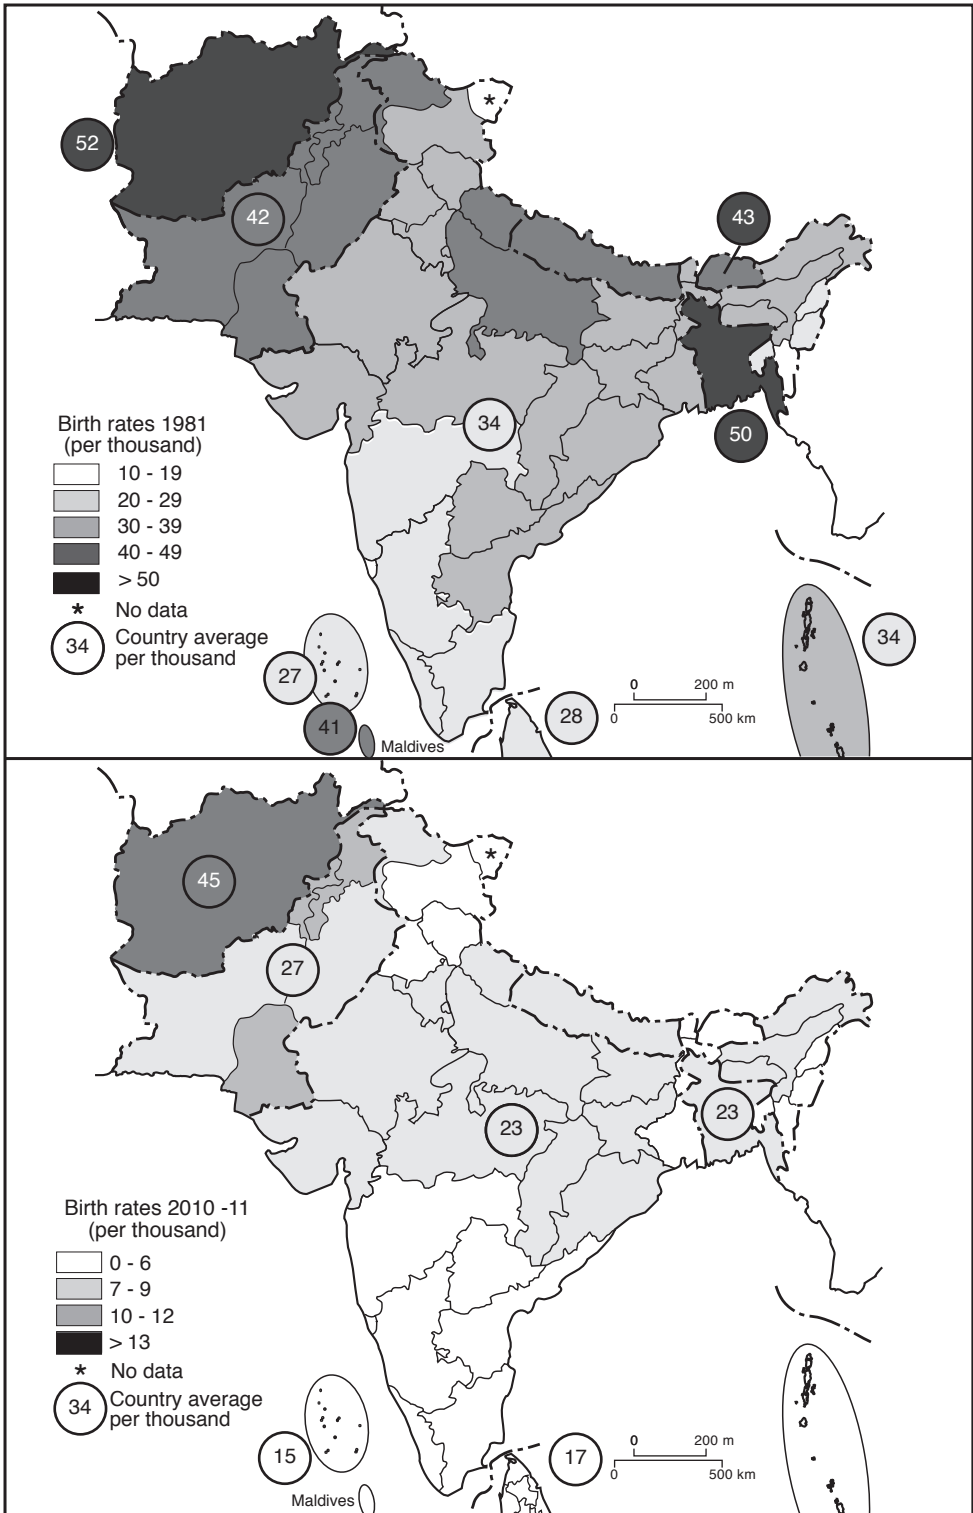 52
42
43
34
50
Birth rates 1981
(per thousand)
10 - 19
20 - 29
30 - 39
40 - 49
> 50
* No data
34 Country average
per thousand
27
41
Maldives
28
0 200 m
0 500 km
34
*
45
27
23
23
*
Birth rates 2010 -11
(per thousand)
0 - 6
7 - 9
10 - 12
> 13
* No data
34 Country average
per thousand
15
Maldives
17
0 200 m
0 500 km